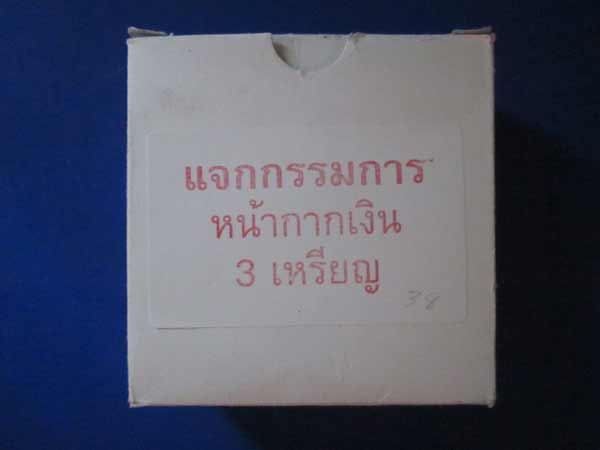 แจกกรรมการ
หน้ากากเงิน
3 เหรียญ
38